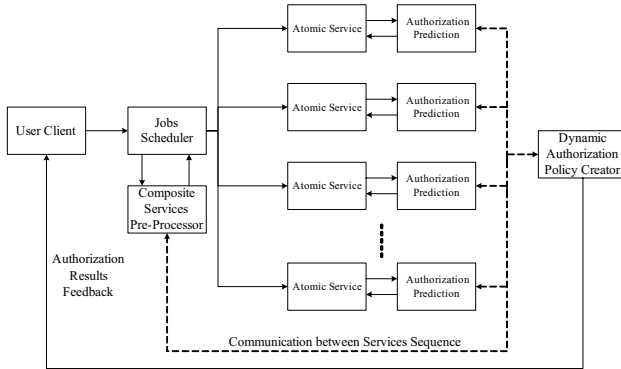 Atomic Service
Authorization
Prediction
Atomic Service
Authorization
Prediction
User Client
Jobs
Scheduler
Dynamic
Authorization
Policy Creator
Composite
Services
Pre-Processor
Atomic Service
Authorization
Prediction
Authorization
Results
Feedback
Atomic Service
Authorization
Prediction
Communication between Services Sequence